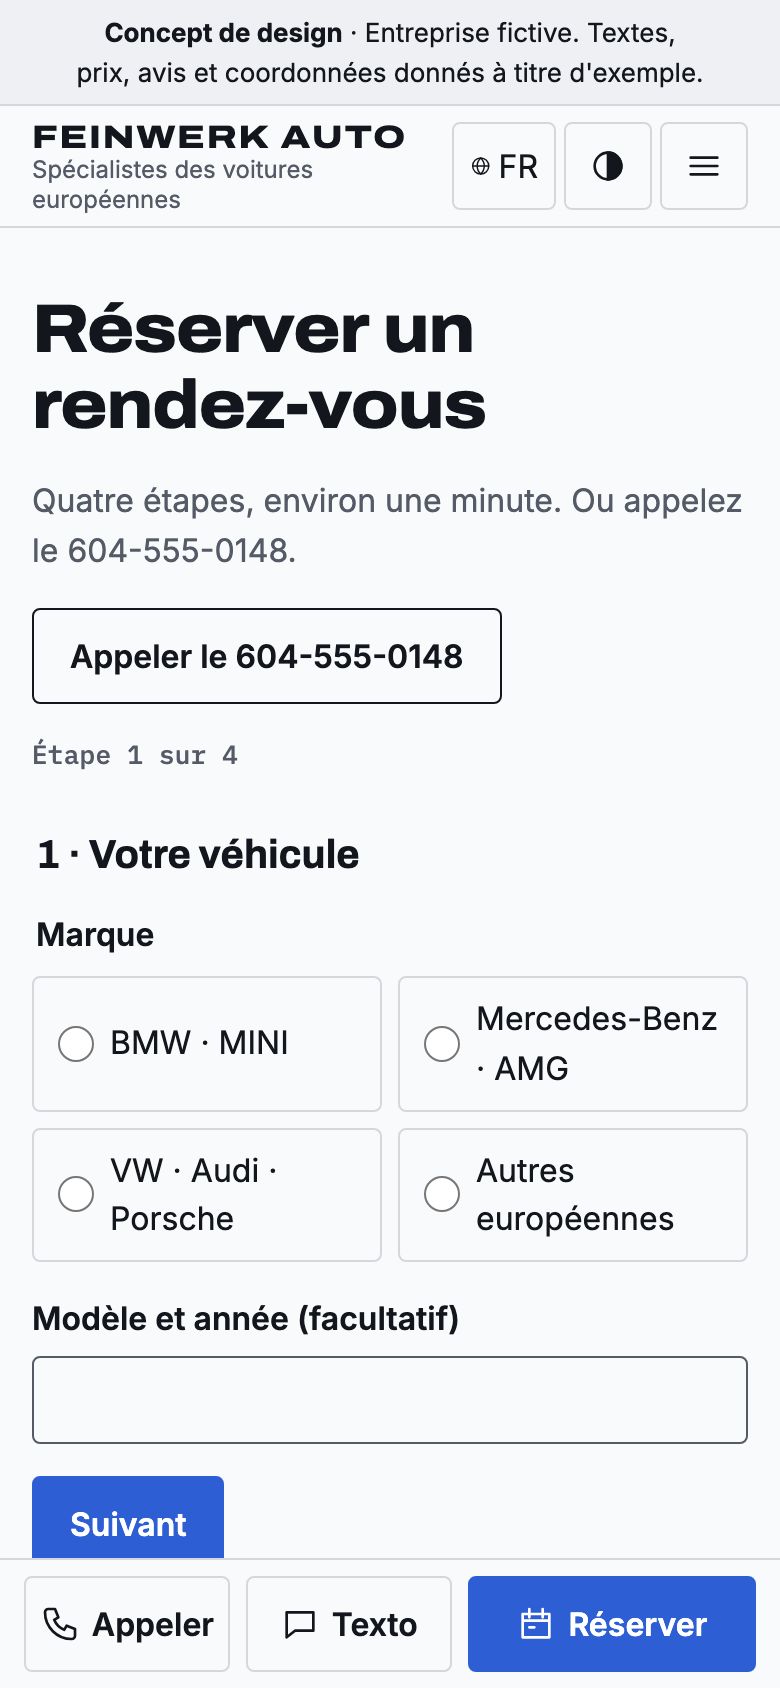 Concept de design · Entreprise fictive. Textes,
prix, avis et coordonnées donnés à titre d'exemple.
FEINWERK AUTO
Spécialistes des voitures
européennes
FR
Réserver un
rendez-vous
Quatre étapes, environ une minute. Ou appelez
le 604-555-0148.
Appeler le 604-555-0148
Étape 1 sur 4
1 · Votre véhicule
Marque
BMW · MINI
Mercedes-Benz
· AMG
VW · Audi ·
Porsche
Autres
européennes
Modèle et année (facultatif)
Suivant
Appeler
Texto
Réserver